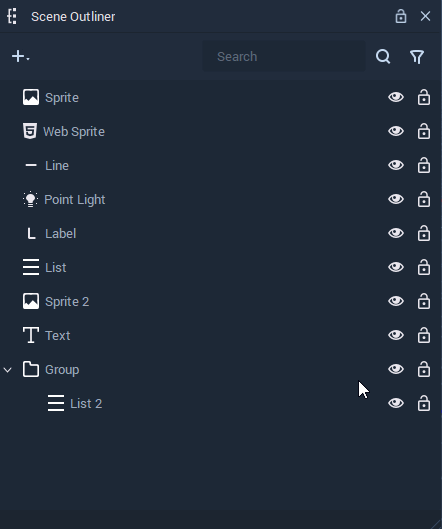 Scene Outliner
Search
Sprite
Web Sprite
Line
Point Light
L Label
List
Sprite 2
Text
Group
List 2